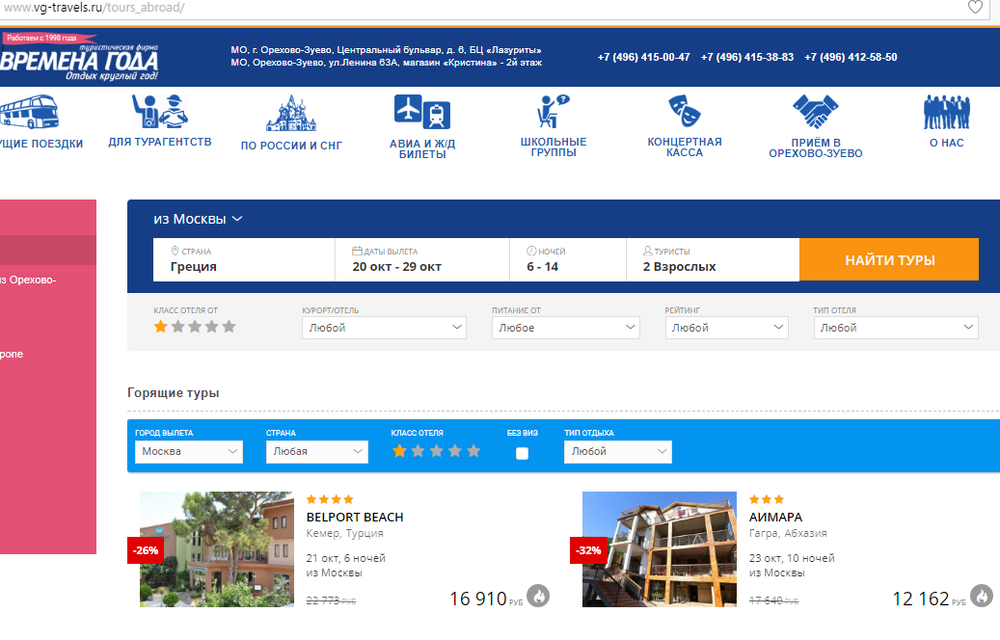 www.vg-travels.ru/tours_abroad/
Работаем с 1998 года
туристическая фирма
ВРЕМЕНА ГОДА
Отдых круглый год!
МО, г. Орехово-Зуево, Центральный бульвар, д. 6, БЦ «Лазурит»
МО, Орехово-Зуево, ул.Ленина 63А, магазин «Кристина» - 2й этаж
+7 (496) 415-00-47 +7 (496) 415-38-83 +7 (496) 412-58-50
УЩИЕ ПОЕЗДКИ
ДЛЯ ТУРАГЕНТСТВ
ПО РОССИИ И СНГ
АВИА И Ж/Д
БИЛЕТЫ
ШКОЛЬНЫЕ
ГРУППЫ
КОНЦЕРТНАЯ
КАССА
ПРИЁМ В
ОРЕХОВО-ЗУЕВО
О НАС
из Орехово-
ропе
из Москвы
СТРАНА
Греция
ДАТЫ ВЫЛЕТА
20 окт - 29 окт
НОЧЕЙ
6 - 14
ТУРИСТЫ
2 Взрослых
НАЙТИ ТУРЫ
КЛАСС ОТЕЛЯ ОТ
КУРОРТ/ОТЕЛЬ
Любой
ПИТАНИЕ ОТ
Любое
РЕЙТИНГ
Любой
ТИП ОТЕЛЯ
Любой
Горящие туры
ГОРОД ВЫЛЕТА
Москва
СТРАНА
Любая
КЛАСС ОТЕЛЯ
БЕЗ ВИЗ
ТИП ОТДЫХА
Любой
-26%
BELPORT BEACH
Кемер, Турция
21 окт, 6 ночей
из Москвы
22 773 РУБ
16 910 РУБ
-32%
АИМАРА
Гагра, Абхазия
23 окт, 10 ночей
из Москвы
17 640 РУБ
12 162 РУБ